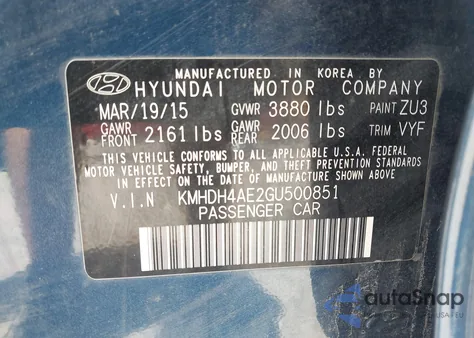 MANUFACTURED IN KOREA BY
HYUNDAI MOTOR COMPANY
MAR/19/15 GVWR 3880 lbs PAINT ZU3
GAWR FRONT 2161 lbs GAWR REAR 2006 lbs TRIM VYF
THIS VEHICLE CONFORMS TO ALL APPLICABLE U.S.A. FEDERAL
MOTOR VEHICLE SAFETY, BUMPER, AND THEFT PREVENTION STANDARDS
IN EFFECT ON THE DATE OF MANUFACTURE SHOWN ABOVE.
V.I.N KMHDH4AE2GU500851
PASSENGER CAR
autoSnap